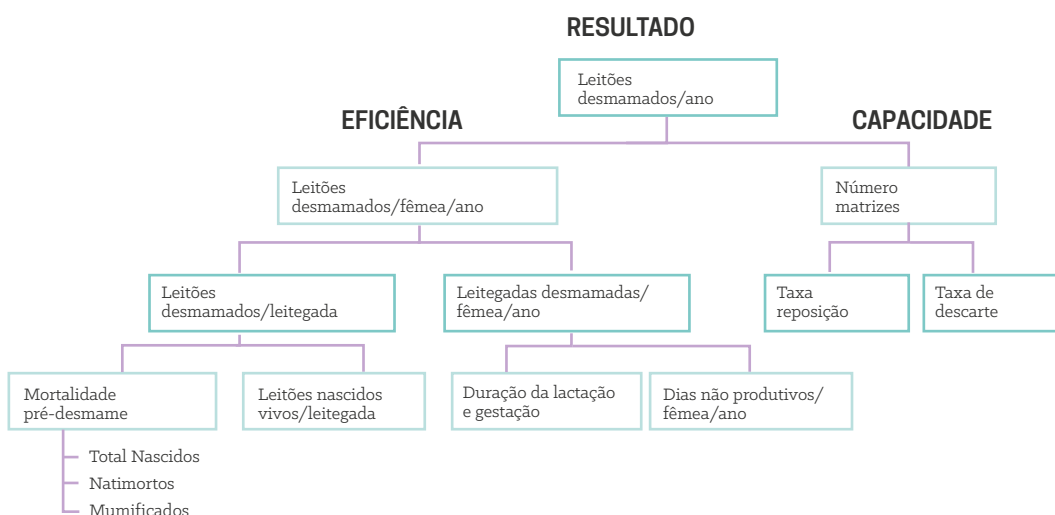 RESULTADO
Leitões
desmamados/ano
EFICIÊNCIA
CAPACIDADE
Leitões
desmamados/fêmea/ano
Número
matrizes
Leitões
desmamados/leitegada
Leitegadas desmamadas/
fêmea/ano
Taxa
reposição
Taxa de
descarte
Mortalidade
pré-desmame
Leitões nascidos
vivos/leitegada
Duração da lactação
e gestação
Dias não produtivos/
fêmea/ano
Total Nascidos
Natimortos
Mumificados